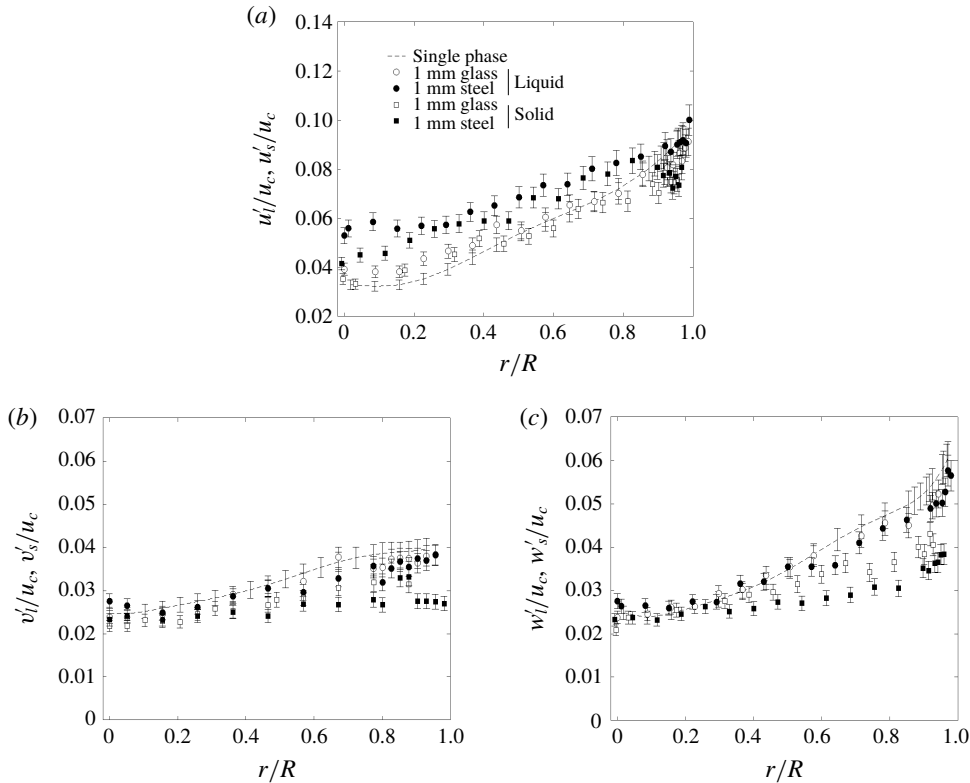 (a)
0.14
0.12
0.10
0.08
0.06
0.04
0.02
u′l/uc, u′s/uc
Single phase
1 mm glass
1 mm steel
Liquid
1 mm glass
1 mm steel
Solid
0 0.2 0.4 0.6 0.8 1.0
r/R
(b)
0.07
0.06
0.05
0.04
0.03
0.02
0.01
0
v′l/uc, v′s/uc
0 0.2 0.4 0.6 0.8 1.0
r/R
(c)
0.07
0.06
0.05
0.04
0.03
0.02
0.01
0
w′l/uc, w′s/uc
0 0.2 0.4 0.6 0.8 1.0
r/R